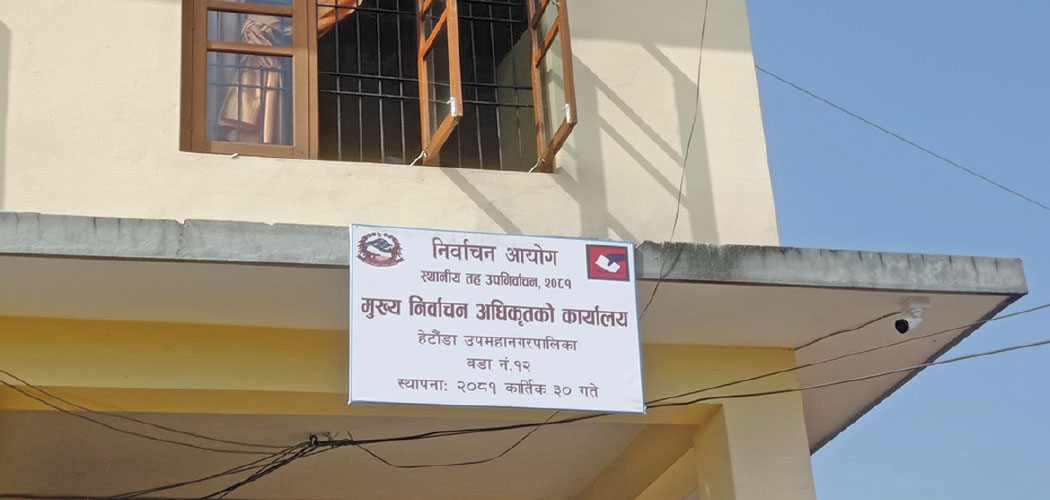 निर्वाचन आयोग
स्थानीय तह उपनिर्वाचन, २०८१
मुख्य निर्वाचन अधिकृतको कार्यालय
हेटौंडा उपमहानगरपालिका
वडा नं.१२
स्थापनाः २०८१ कार्तिक ३० गते